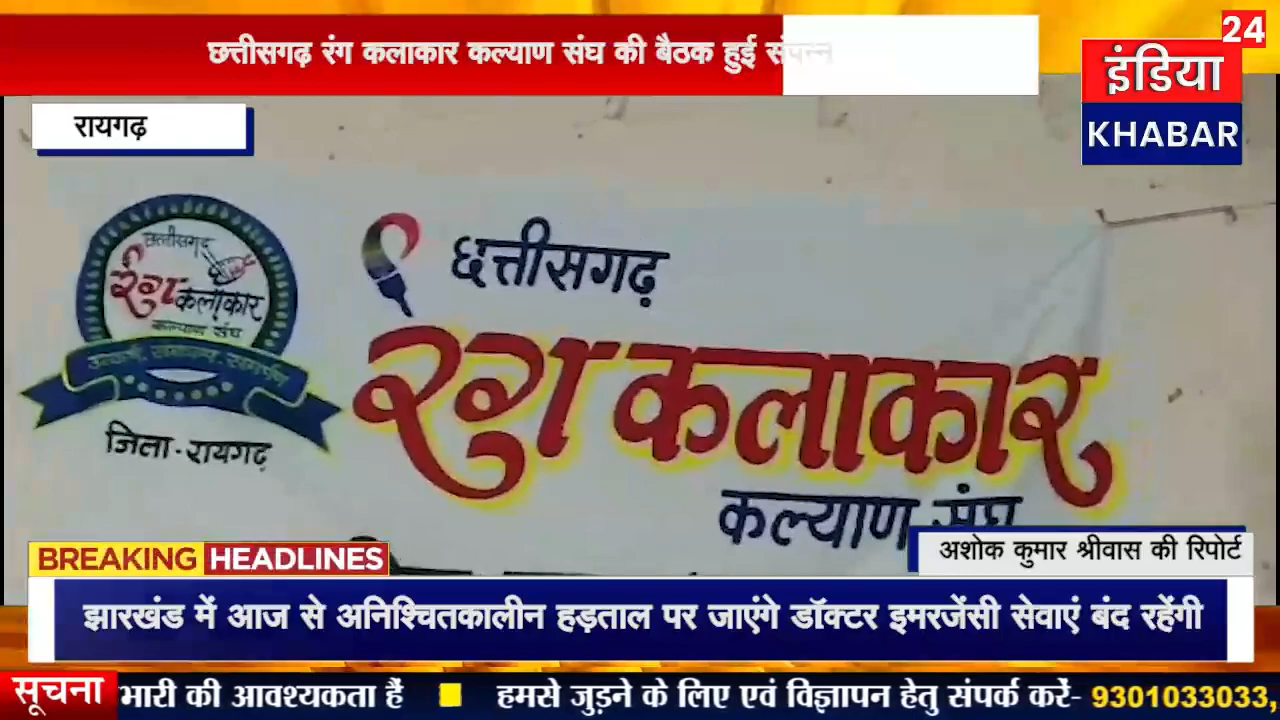 24
छत्तीसगढ़ रंग कलाकार कल्याण संघ की बैठक हुई संपन्न
इंडिया
KHABAR
रायगढ़
छत्तीसगढ़
रंग कलाकार
कल्याण संघ
जिला-रायगढ़
छत्तीसगढ़
रंग कलाकार
कल्याण संघ
BREAKING HEADLINES
अशोक कुमार श्रीवास की रिपोर्ट
झारखंड में आज से अनिश्चितकालीन हड़ताल पर जाएंगे डॉक्टर इमरजेंसी सेवाएं बंद रहेंगी
सूचना भारी की आवश्यकता हैं हमसे जुड़ने के लिए एवं विज्ञापन हेतु संपर्क करें- 9301033033,